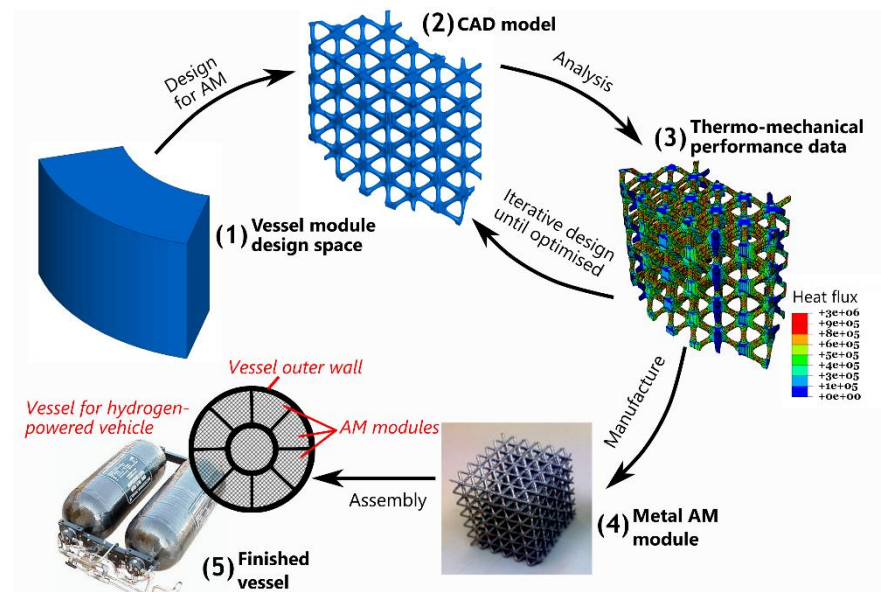 (1) Vessel module
design space
Design
for AM
(2) CAD model
Analysis
(3) Thermo-mechanical
performance data
Iterative design
until optimised
Heat flux
+3e+06
+9e+05
+8e+05
+6e+05
+5e+05
+4e+05
+3e+05
+1e+05
+0e+00
Manufacture
(4) Metal AM
module
Assembly
Vessel outer wall
AM modules
Vessel for hydrogen-
powered vehicle
(5) Finished
vessel